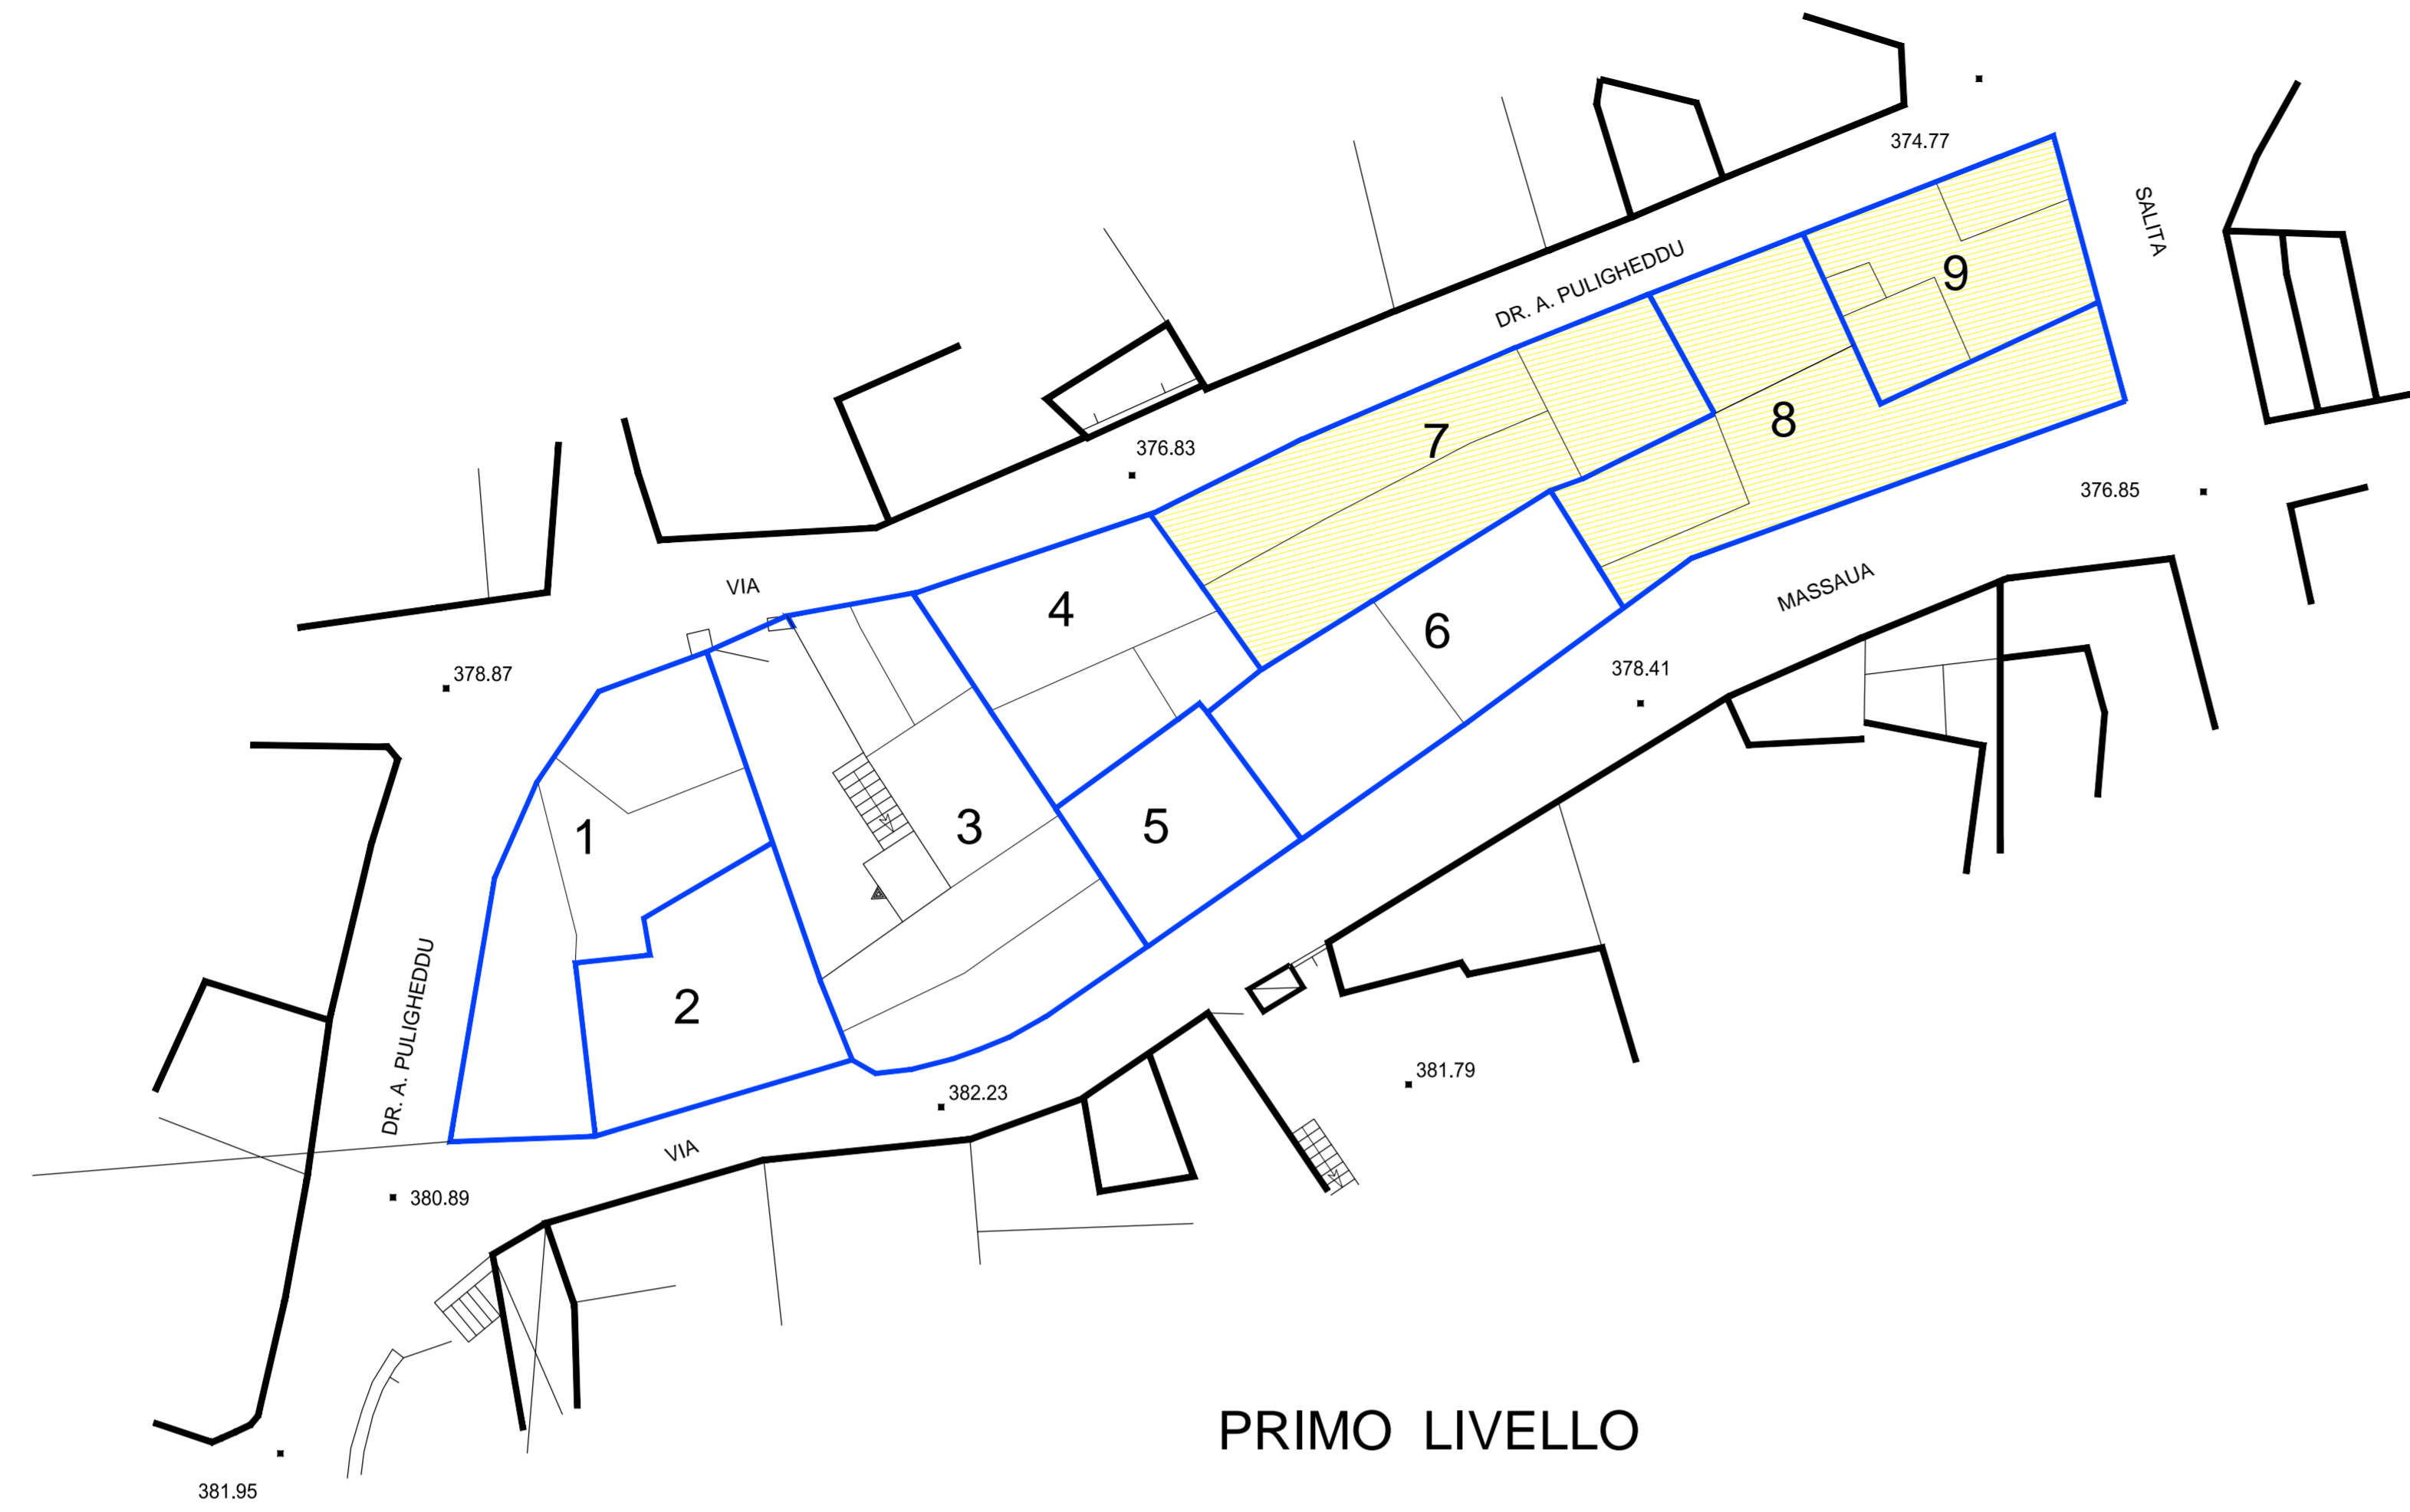 374.77
SALITA
DR. A. PULIGHEDDU
9
7
8
376.83
376.85
VIA
4
6
MASSAUA
378.87
378.41
1
3
5
2
DR. A. PULIGHEDDU
381.79
382.23
VIA
380.89
PRIMO LIVELLO
381.95